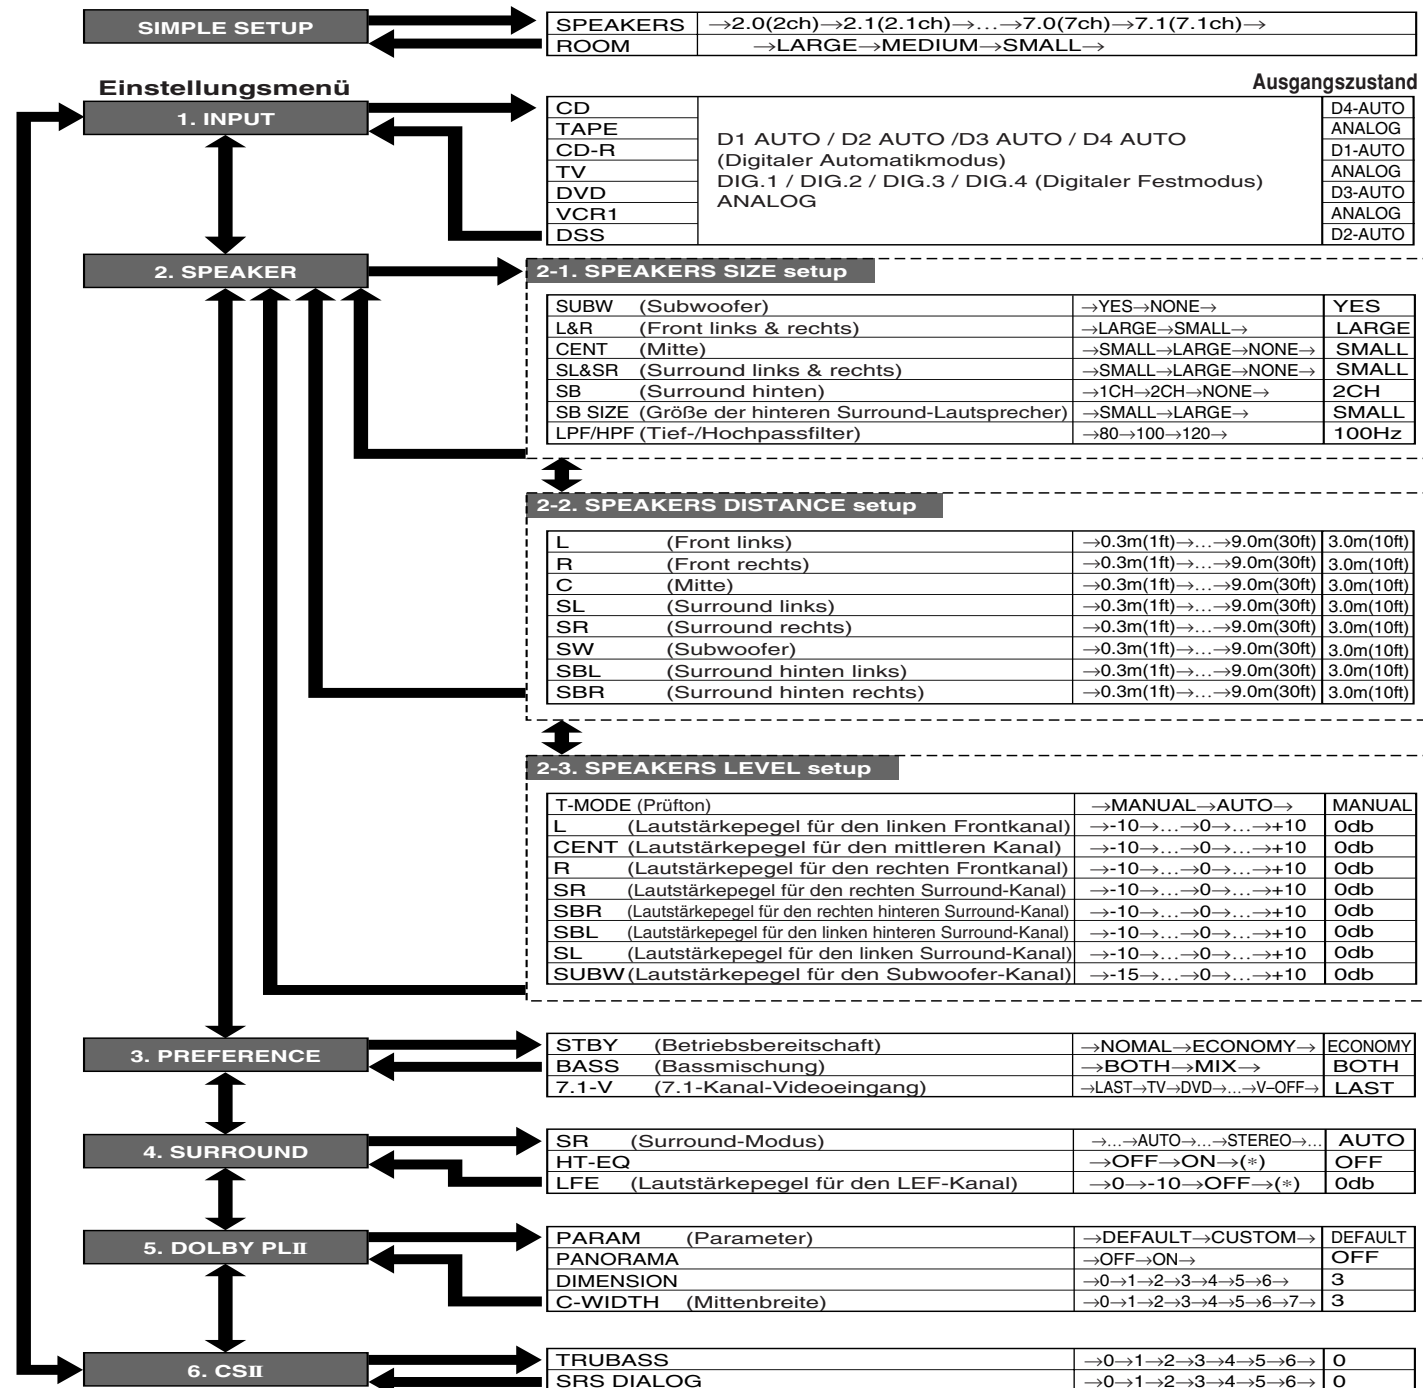 SIMPLE SETUP
SPEAKERS →2.0(2ch)→2.1(2.1ch)→…→7.0(7ch)→7.1(7.1ch)→
ROOM →LARGE→MEDIUM→SMALL→
Einstellungsmenü
Ausgangszustand
1. INPUT
CD D4-AUTO
TAPE ANALOG
CD-R D1-AUTO
TV ANALOG
DVD D3-AUTO
VCR1 ANALOG
DSS D2-AUTO
D1 AUTO / D2 AUTO /D3 AUTO / D4 AUTO
(Digitaler Automatikmodus)
DIG.1 / DIG.2 / DIG.3 / DIG.4 (Digitaler Festmodus)
ANALOG
2. SPEAKER
2-1. SPEAKERS SIZE setup
SUBW (Subwoofer) →YES→NONE→ YES
L&R (Front links & rechts) →LARGE→SMALL→ LARGE
CENT (Mitte) →SMALL→LARGE→NONE→ SMALL
SL&SR (Surround links & rechts) →SMALL→LARGE→NONE→ SMALL
SB (Surround hinten) →1CH→2CH→NONE→ 2CH
SB SIZE (Größe der hinteren Surround-Lautsprecher) →SMALL→LARGE→ SMALL
LPF/HPF (Tief-/Hochpassfilter) →80→100→120→ 100Hz
2-2. SPEAKERS DISTANCE setup
L (Front links) →0.3m(1ft)→…→9.0m(30ft) 3.0m(10ft)
R (Front rechts) →0.3m(1ft)→…→9.0m(30ft) 3.0m(10ft)
C (Mitte) →0.3m(1ft)→…→9.0m(30ft) 3.0m(10ft)
SL (Surround links) →0.3m(1ft)→…→9.0m(30ft) 3.0m(10ft)
SR (Surround rechts) →0.3m(1ft)→…→9.0m(30ft) 3.0m(10ft)
SW (Subwoofer) →0.3m(1ft)→…→9.0m(30ft) 3.0m(10ft)
SBL (Surround hinten links) →0.3m(1ft)→…→9.0m(30ft) 3.0m(10ft)
SBR (Surround hinten rechts) →0.3m(1ft)→…→9.0m(30ft) 3.0m(10ft)
2-3. SPEAKERS LEVEL setup
T-MODE (Prüfton) →MANUAL→AUTO→ MANUAL
L (Lautstärkepegel für den linken Frontkanal) →-10→…→0→…→+10 0db
CENT (Lautstärkepegel für den mittleren Kanal) →-10→…→0→…→+10 0db
R (Lautstärkepegel für den rechten Frontkanal) →-10→…→0→…→+10 0db
SR (Lautstärkepegel für den rechten Surround-Kanal) →-10→…→0→…→+10 0db
SBR (Lautstärkepegel für den rechten hinteren Surround-Kanal) →-10→…→0→…→+10 0db
SBL (Lautstärkepegel für den linken hinteren Surround-Kanal) →-10→…→0→…→+10 0db
SL (Lautstärkepegel für den linken Surround-Kanal) →-10→…→0→…→+10 0db
SUBW (Lautstärkepegel für den Subwoofer-Kanal) →-15→…→0→…→+10 0db
3. PREFERENCE
STBY (Betriebsbereitschaft) →NOMAL→ECONOMY→ ECONOMY
BASS (Bassmischung) →BOTH→MIX→ BOTH
7.1-V (7.1-Kanal-Videoeingang) →LAST→TV→DVD→…→V–OFF→ LAST
4. SURROUND
SR (Surround-Modus) →…→AUTO→…→STEREO→… AUTO
HT-EQ →OFF→ON→(*) OFF
LFE (Lautstärkepegel für den LEF-Kanal) →0→-10→OFF→(*) 0db
5. DOLBY PLII
PARAM (Parameter) →DEFAULT→CUSTOM→ DEFAULT
PANORAMA →OFF→ON→ OFF
DIMENSION →0→1→2→3→4→5→6→ 3
C-WIDTH (Mittenbreite) →0→1→2→3→4→5→6→7→ 3
6. CSII
TRUBASS →0→1→2→3→4→5→6→ 0
SRS DIALOG →0→1→2→3→4→5→6→ 0